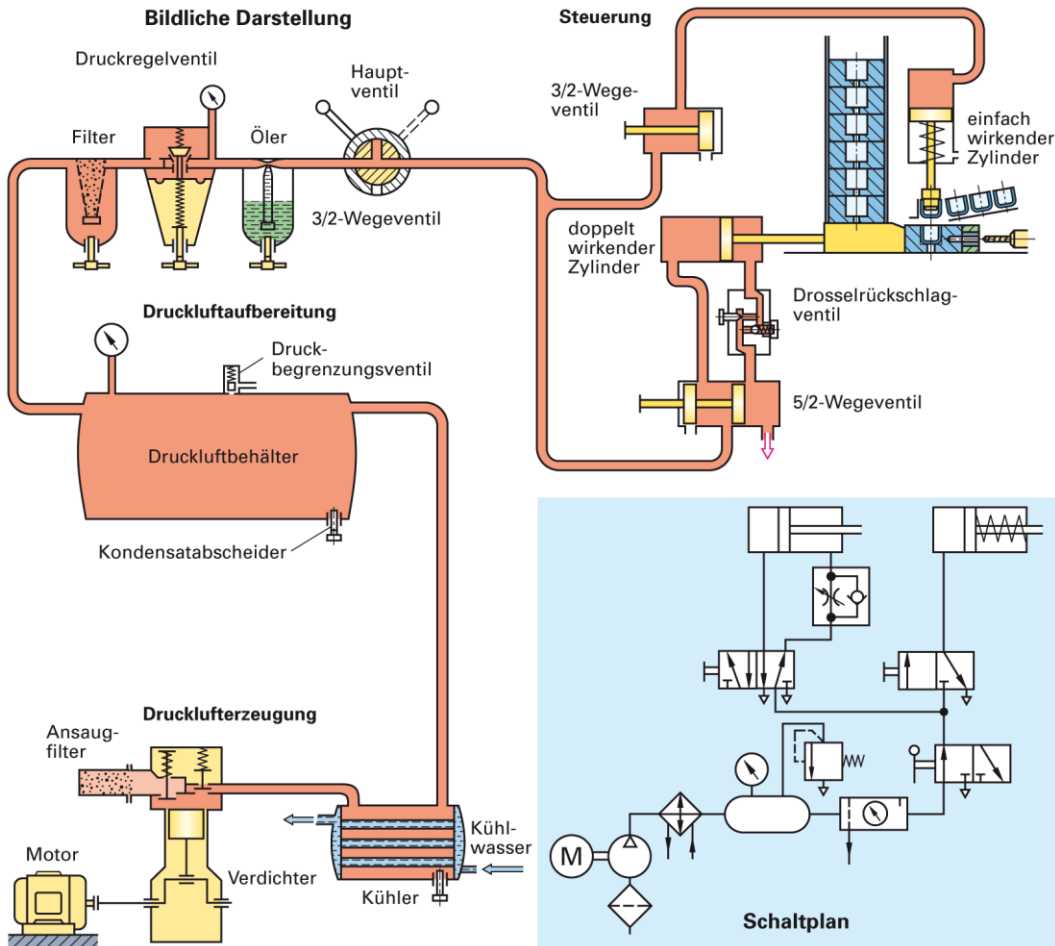 Bildliche Darstellung
Steuerung
Druckregelventil
Haupt-
ventil
Filter
Öler
3/2-Wegeventil
3/2-Wege-
ventil
einfach
wirkender
Zylinder
doppelt
wirkender
Zylinder
Drosselrückschlag-
ventil
5/2-Wegeventil
Druckluftaufbereitung
Druck-
begrenzungsventil
Druckluftbehälter
Kondensatabscheider
Drucklufterzeugung
Ansaug-
filter
Motor
Verdichter
Kühl-
wasser
Kühler
M
Schaltplan